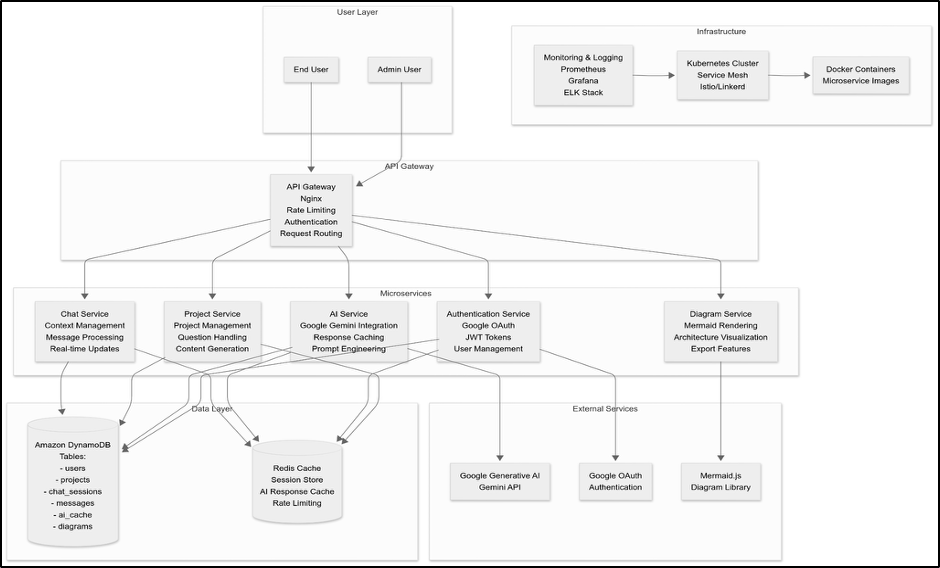 User Layer
End User
Admin User
Infrastructure
Monitoring & Logging
Prometheus
Grafana
ELK Stack
Kubernetes Cluster
Service Mesh
Istio/Linkerd
Docker Containers
Microservice Images
API Gateway
API Gateway
Nginx
Rate Limiting
Authentication
Request Routing
Microservices
Chat Service
Context Management
Message Processing
Real-time Updates
Project Service
Project Management
Question Handling
Content Generation
AI Service
Google Gemini Integration
Response Caching
Prompt Engineering
Authentication Service
Google OAuth
JWT Tokens
User Management
Diagram Service
Mermaid Rendering
Architecture Visualization
Export Features
Data Layer
Amazon DynamoDB
Tables:
- users
- projects
- chat_sessions
- messages
- ai_cache
- diagrams
Redis Cache
Session Store
AI Response Cache
Rate Limiting
External Services
Google Generative AI
Gemini API
Google OAuth
Authentication
Mermaid.js
Diagram Library